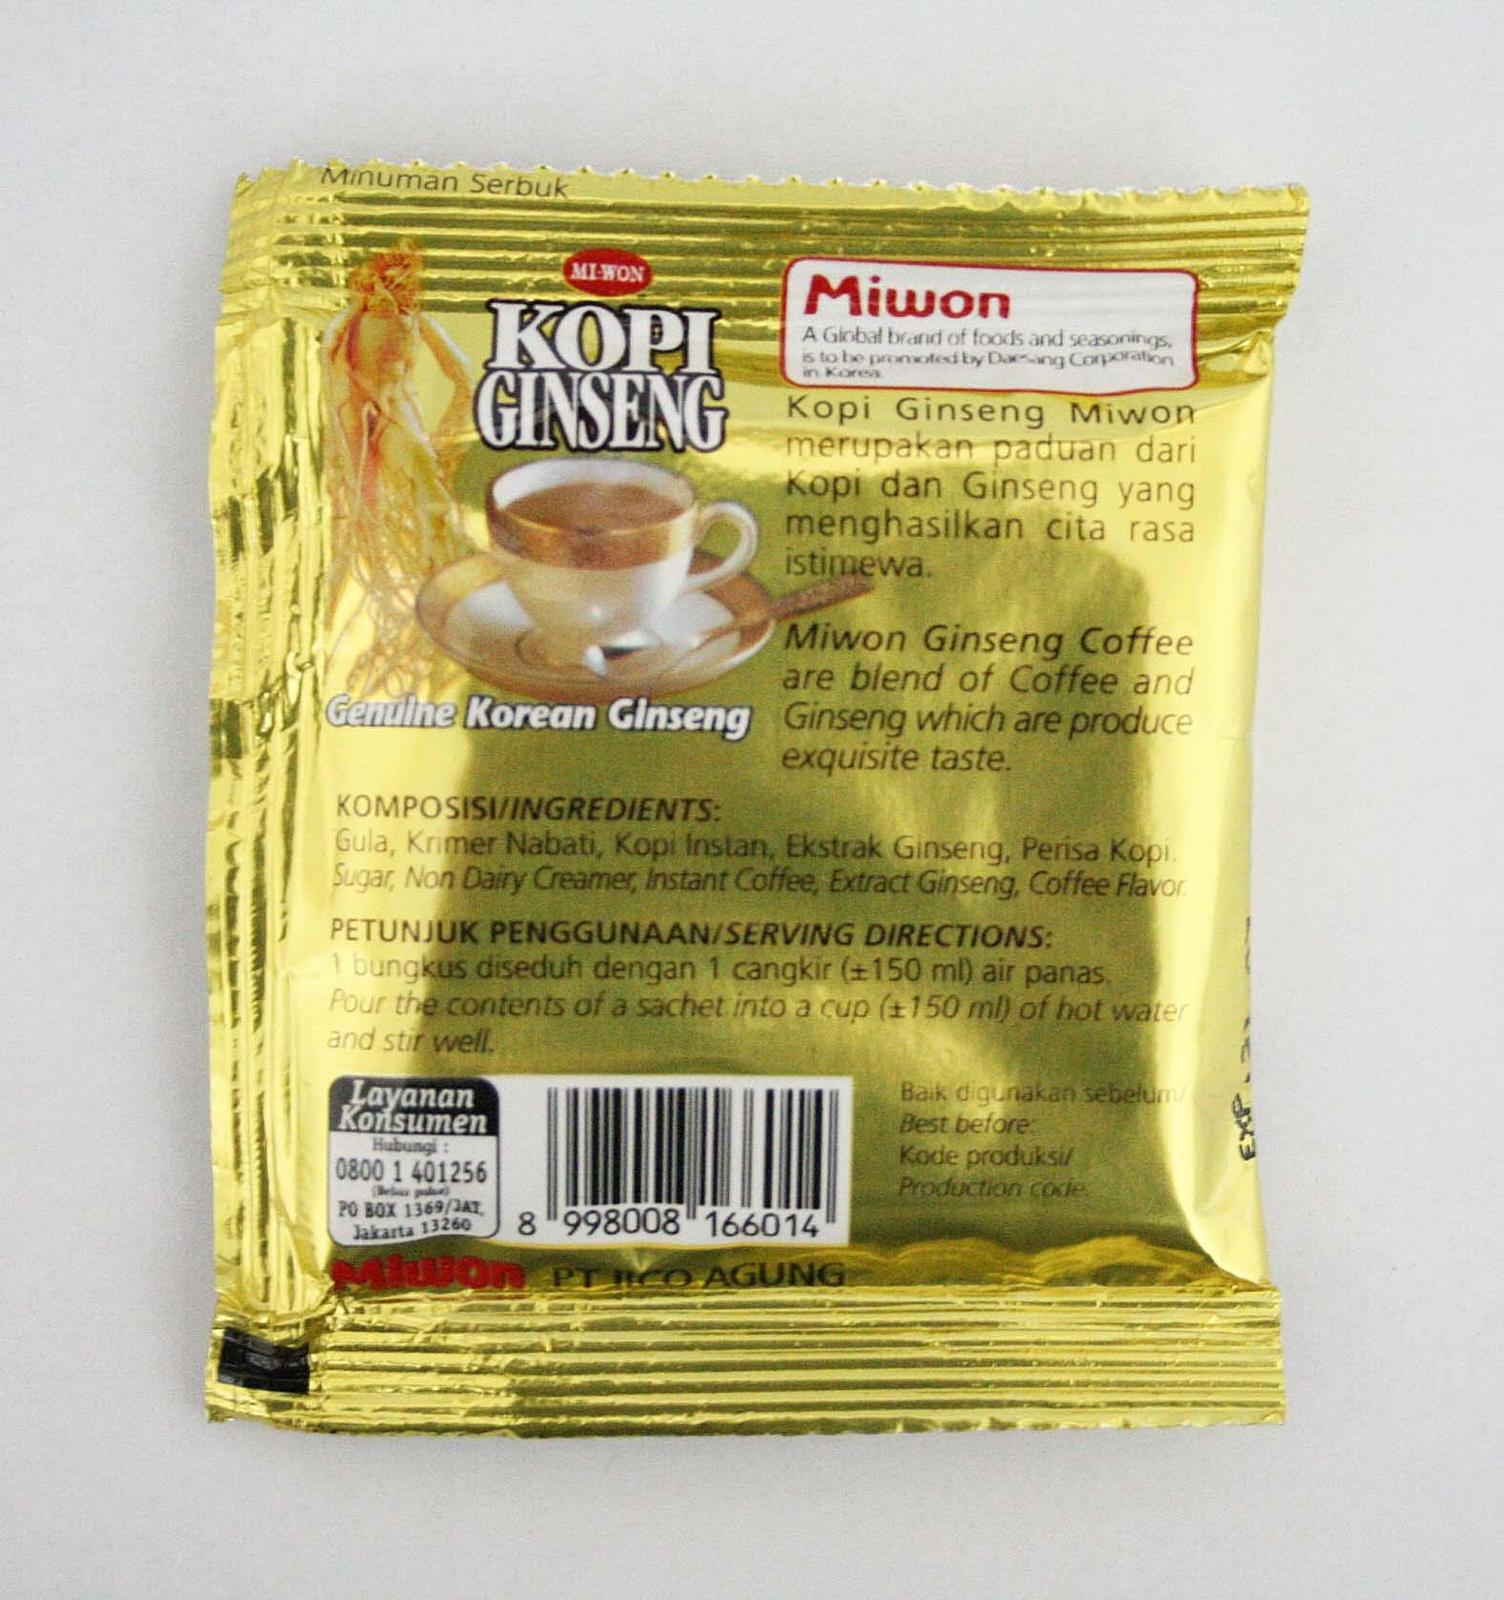 Minuman Serbuk
MI-WON
KOPI
GINSENG
Genuine Korean Ginseng
Miwon
A Global brand of foods and seasonings,
is to be promoted by Daesang Corporation
in Korea.
Kopi Ginseng Miwon
merupakan paduan dari
Kopi dan Ginseng yang
menghasilkan cita rasa
istimewa.
Miwon Ginseng Coffee
are blend of Coffee and
Ginseng which are produce
exquisite taste.
KOMPOSISI/INGREDIENTS:
Gula, Krimer Nabati, Kopi Instan, Ekstrak Ginseng, Perisa Kopi.
Sugar, Non Dairy Creamer, Instant Coffee, Extract Ginseng, Coffee Flavor.
PETUNJUK PENGGUNAAN/SERVING DIRECTIONS:
1 bungkus diseduh dengan 1 cangkir (±150 ml) air panas.
Pour the contents of a sachet into a cup (±150 ml) of hot water
and stir well.
Layanan
Konsumen
Hubungi :
0800 1 401256
(Bebas pulsa)
PO BOX 1369/JAT,
Jakarta 13260
8 998008 166014
Baik digunakan sebelum/
Best before:
Kode produksi/
Production code:
EXP
Miwon PT JICO AGUNG